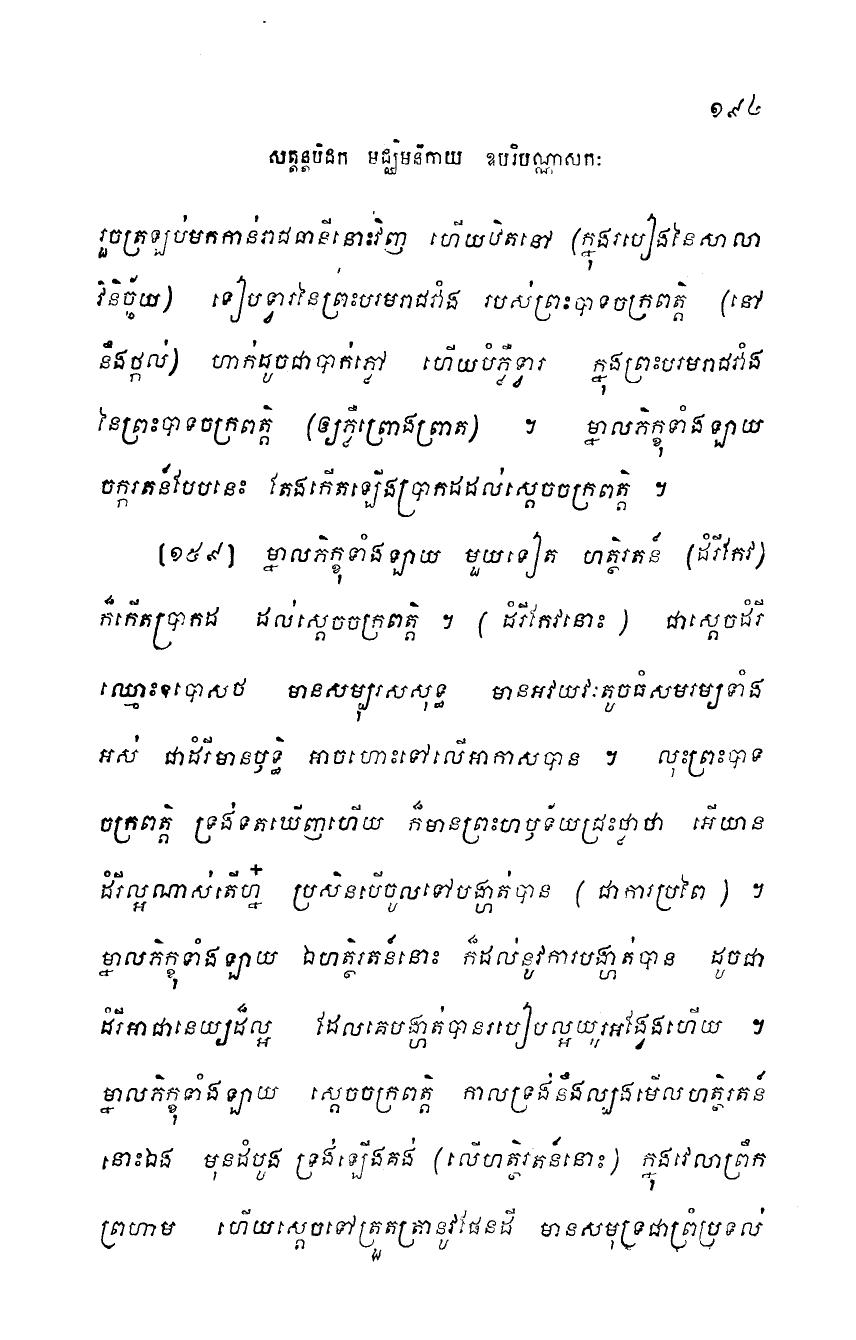 ១៩៤
សុត្តន្តបិដក មជ្ឈិមនិកាយ ឧបរិបណ្ណាសកៈ
រួចត្រឡប់មកកាន់រាជធានីនោះវិញ ហើយឋិតនៅ (ក្នុងរបៀងនៃសាលា
វិនិច្ឆ័យ) ទៀបទ្វារនៃព្រះបរមរាជវាំង របស់ព្រះបាទចក្រពត្តិ (នៅ
នឹងថ្កល់) ហាក់ដូចជាបាក់ភ្លៅ ហើយបំភ្លឺទ្វារ ក្នុងព្រះបរមរាជវាំង
នៃព្រះបាទចក្រពត្តិ (ឲ្យភ្លឺព្រោងព្រាត) ។ ម្នាលភិក្ខុទាំងឡាយ
ចក្ករតន៍បែបនេះ តែងកើតឡើងប្រាកដដល់ស្តេចចក្រពត្តិ ។
[១៥៩] ម្នាលភិក្ខុទាំងឡាយ មួយទៀត ហត្ថិរតន៍ (ដំរីកែវ)
ក៏កើតប្រាកដ ដល់ស្តេចចក្រពត្តិ ។ ( ដំរីកែវនោះ ) ជាស្តេចដំរី
ឈ្មោះឧបោសថ មានសម្បុរសសុទ្ធ មានអវយវៈតូចធំសមរម្យទាំង
អស់ ជាដំរីមានឫទ្ធិ អាចហោះទៅលើអាកាសបាន ។ លុះព្រះបាទ
ចក្រពត្តិ ទ្រង់ទតឃើញហើយ ក៏មានព្រះហឫទ័យជ្រះថ្លាថា អើយាន
ដំរីល្អណាស់តើហ្ន៎ ប្រសិនបើចូលទៅបង្ហាត់បាន ( ជាការប្រពៃ ) ។
ម្នាលភិក្ខុទាំងឡាយ ឯហត្ថិរតន៍នោះ ក៏ដល់នូវការបង្ហាត់បាន ដូចជា
ដំរីអាជានេយ្យដ៏ល្អ ដែលគេបង្ហាត់បានរបៀបល្អយូរអង្វែងហើយ ។
ម្នាលភិក្ខុទាំងឡាយ ស្តេចចក្រពត្តិ កាលទ្រង់នឹងល្បងមើលហត្ថិរតន៍
នោះឯង មុនដំបូង ទ្រង់ឡើងគង់ (លើហត្ថិរតន៍នោះ) ក្នុងវេលាព្រឹក
ព្រហាម ហើយស្តេចទៅត្រួតត្រានូវផែនដី មានសមុទ្រជាព្រំប្រទល់